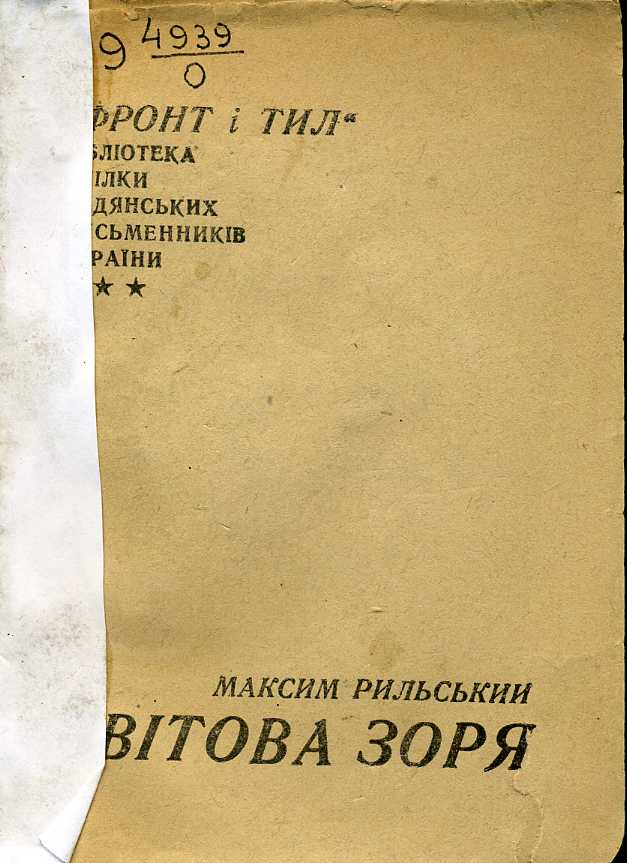 9 4939
0
ФРОНТ і ТИЛ“
БЛІОТЕКА
ІЛКИ
ДЯНСЬКИХ
СЬМЕННИКІВ
РАЇНИ
★ ★
МАКСИМ РИЛЬСЬКИЙ
ВІТОВА ЗОРЯ